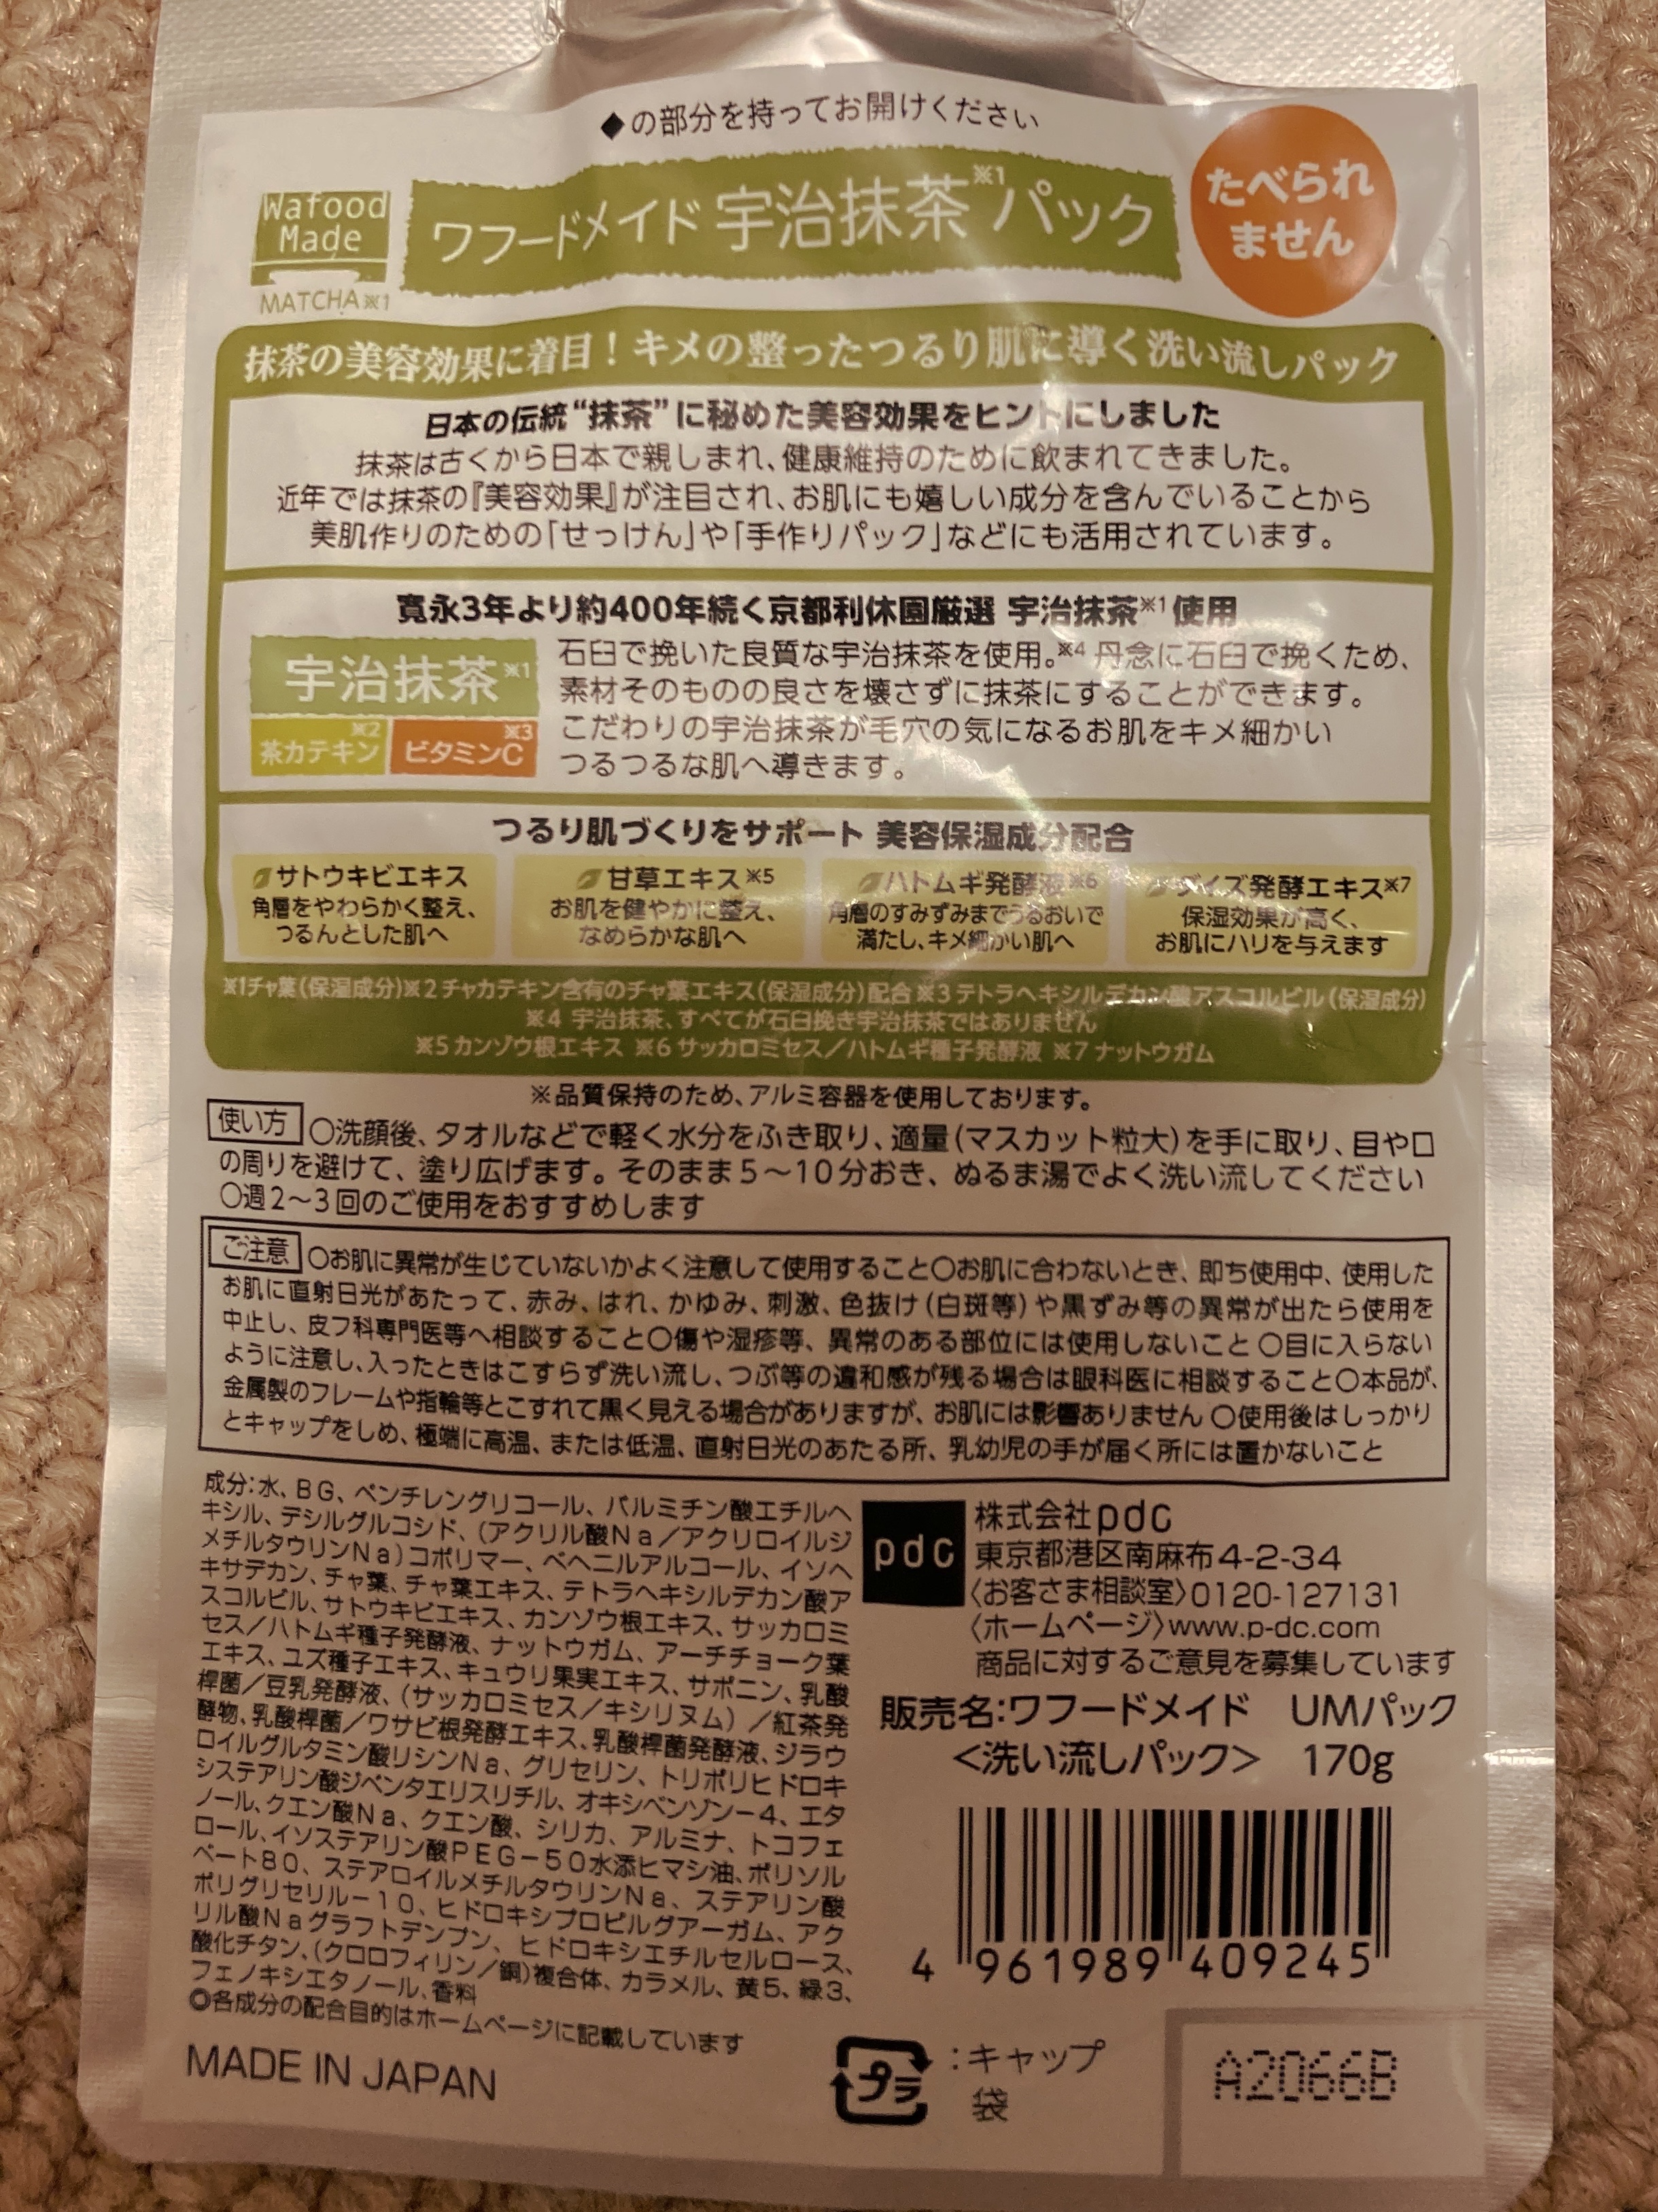 ◆の部分を持ってお開けください
Wafood
Made
MATCHA※1
ワフードメイド 宇治抹茶※1パック
たべられ
ません
抹茶の美容効果に着目！キメの整ったつるり肌に導く洗い流しパック
日本の伝統“抹茶”に秘めた美容効果をヒントにしました
抹茶は古くから日本で親しまれ、健康維持のために飲まれてきました。
近年では抹茶の『美容効果』が注目され、お肌にも嬉しい成分を含んでいることから
美肌作りのための「せっけん」や「手作りパック」などにも活用されています。
寛永3年より約400年続く京都利休園厳選 宇治抹茶※1使用
宇治抹茶※1
茶カテキン※2
ビタミンC※3
石臼で挽いた良質な宇治抹茶を使用。※4 丹念に石臼で挽くため、
素材そのものの良さを壊さずに抹茶にすることができます。
こだわりの宇治抹茶が毛穴の気になるお肌をキメ細かい
つるつるな肌へ導きます。
つるり肌づくりをサポート 美容保湿成分配合
サトウキビエキス
角層をやわらかく整え、
つるんとした肌へ
甘草エキス※5
お肌を健やかに整え、
なめらかな肌へ
ハトムギ発酵液※6
角層のすみずみまでうるおいで
満たし、キメ細かい肌へ
ダイズ発酵エキス※7
保湿効果が高く、
お肌にハリを与えます
※1チャ葉(保湿成分)※2チャカテキン含有のチャ葉エキス(保湿成分)配合※3テトラヘキシルデカン酸アスコルビル(保湿成分)
※4 宇治抹茶、すべてが石臼挽き宇治抹茶ではありません
※5カンゾウ根エキス ※6サッカロミセス／ハトムギ種子発酵液 ※7ナットウガム
※品質保持のため、アルミ容器を使用しております。
使い方 ○洗顔後、タオルなどで軽く水分をふき取り、適量(マスカット粒大)を手に取り、目や口
の周りを避けて、塗り広げます。そのまま5～10分おき、ぬるま湯でよく洗い流してください
○週2～3回のご使用をおすすめします
ご注意 ○お肌に異常が生じていないかよく注意して使用すること○お肌に合わないとき、即ち使用中、使用した
お肌に直射日光があたって、赤み、はれ、かゆみ、刺激、色抜け(白斑等)や黒ずみ等の異常が出たら使用を
中止し、皮フ科専門医等へ相談すること○傷や湿疹等、異常のある部位には使用しないこと ○目に入らない
ように注意し、入ったときはこすらず洗い流し、つぶ等の違和感が残る場合は眼科医に相談すること○本品が、
金属製のフレームや指輪等とこすれて黒く見える場合がありますが、お肌には影響ありません ○使用後はしっかり
とキャップをしめ、極端に高温、または低温、直射日光のあたる所、乳幼児の手が届く所には置かないこと
成分:水、BG、ペンチレングリコール、パルミチン酸エチルヘ
キシル、デシルグルコシド、(アクリル酸Na／アクリロイルジ
メチルタウリンNa)コポリマー、ベヘニルアルコール、イソヘ
キサデカン、チャ葉、チャ葉エキス、テトラヘキシルデカン酸ア
スコルビル、サトウキビエキス、カンゾウ根エキス、サッカロミ
セス／ハトムギ種子発酵液、ナットウガム、アーチチョーク葉
エキス、ユズ種子エキス、キュウリ果実エキス、サポニン、乳酸
桿菌／豆乳発酵液、(サッカロミセス／キシリヌム)／紅茶発
酵物、乳酸桿菌／ワサビ根発酵エキス、乳酸桿菌発酵液、ジラウ
ロイルグルタミン酸リシンNa、グリセリン、トリポリヒドロキ
システアリン酸ジペンタエリスリチル、オキシベンゾン－4、エタ
ノール、クエン酸Na、クエン酸、シリカ、アルミナ、トコフェ
ロール、イソステアリン酸PEG－50水添ヒマシ油、ポリソル
ベート80、ステアロイルメチルタウリンNa、ステアリン酸
ポリグリセリル－10、ヒドロキシプロピルグアーガム、アク
リル酸Naグラフトデンプン、ヒドロキシエチルセルロース、
酸化チタン、(クロロフィリン／銅)複合体、カラメル、黄5、緑3、
フェノキシエタノール、香料
◎各成分の配合目的はホームページに記載しています
MADE IN JAPAN
pdc
株式会社pdc
東京都港区南麻布4-2-34
〈お客さま相談室〉0120-127131
〈ホームページ〉www.p-dc.com
商品に対するご意見を募集しています
販売名:ワフードメイド UMパック
＜洗い流しパック＞ 170g
4 961989 409245
プラ
:キャップ
袋
A2066B